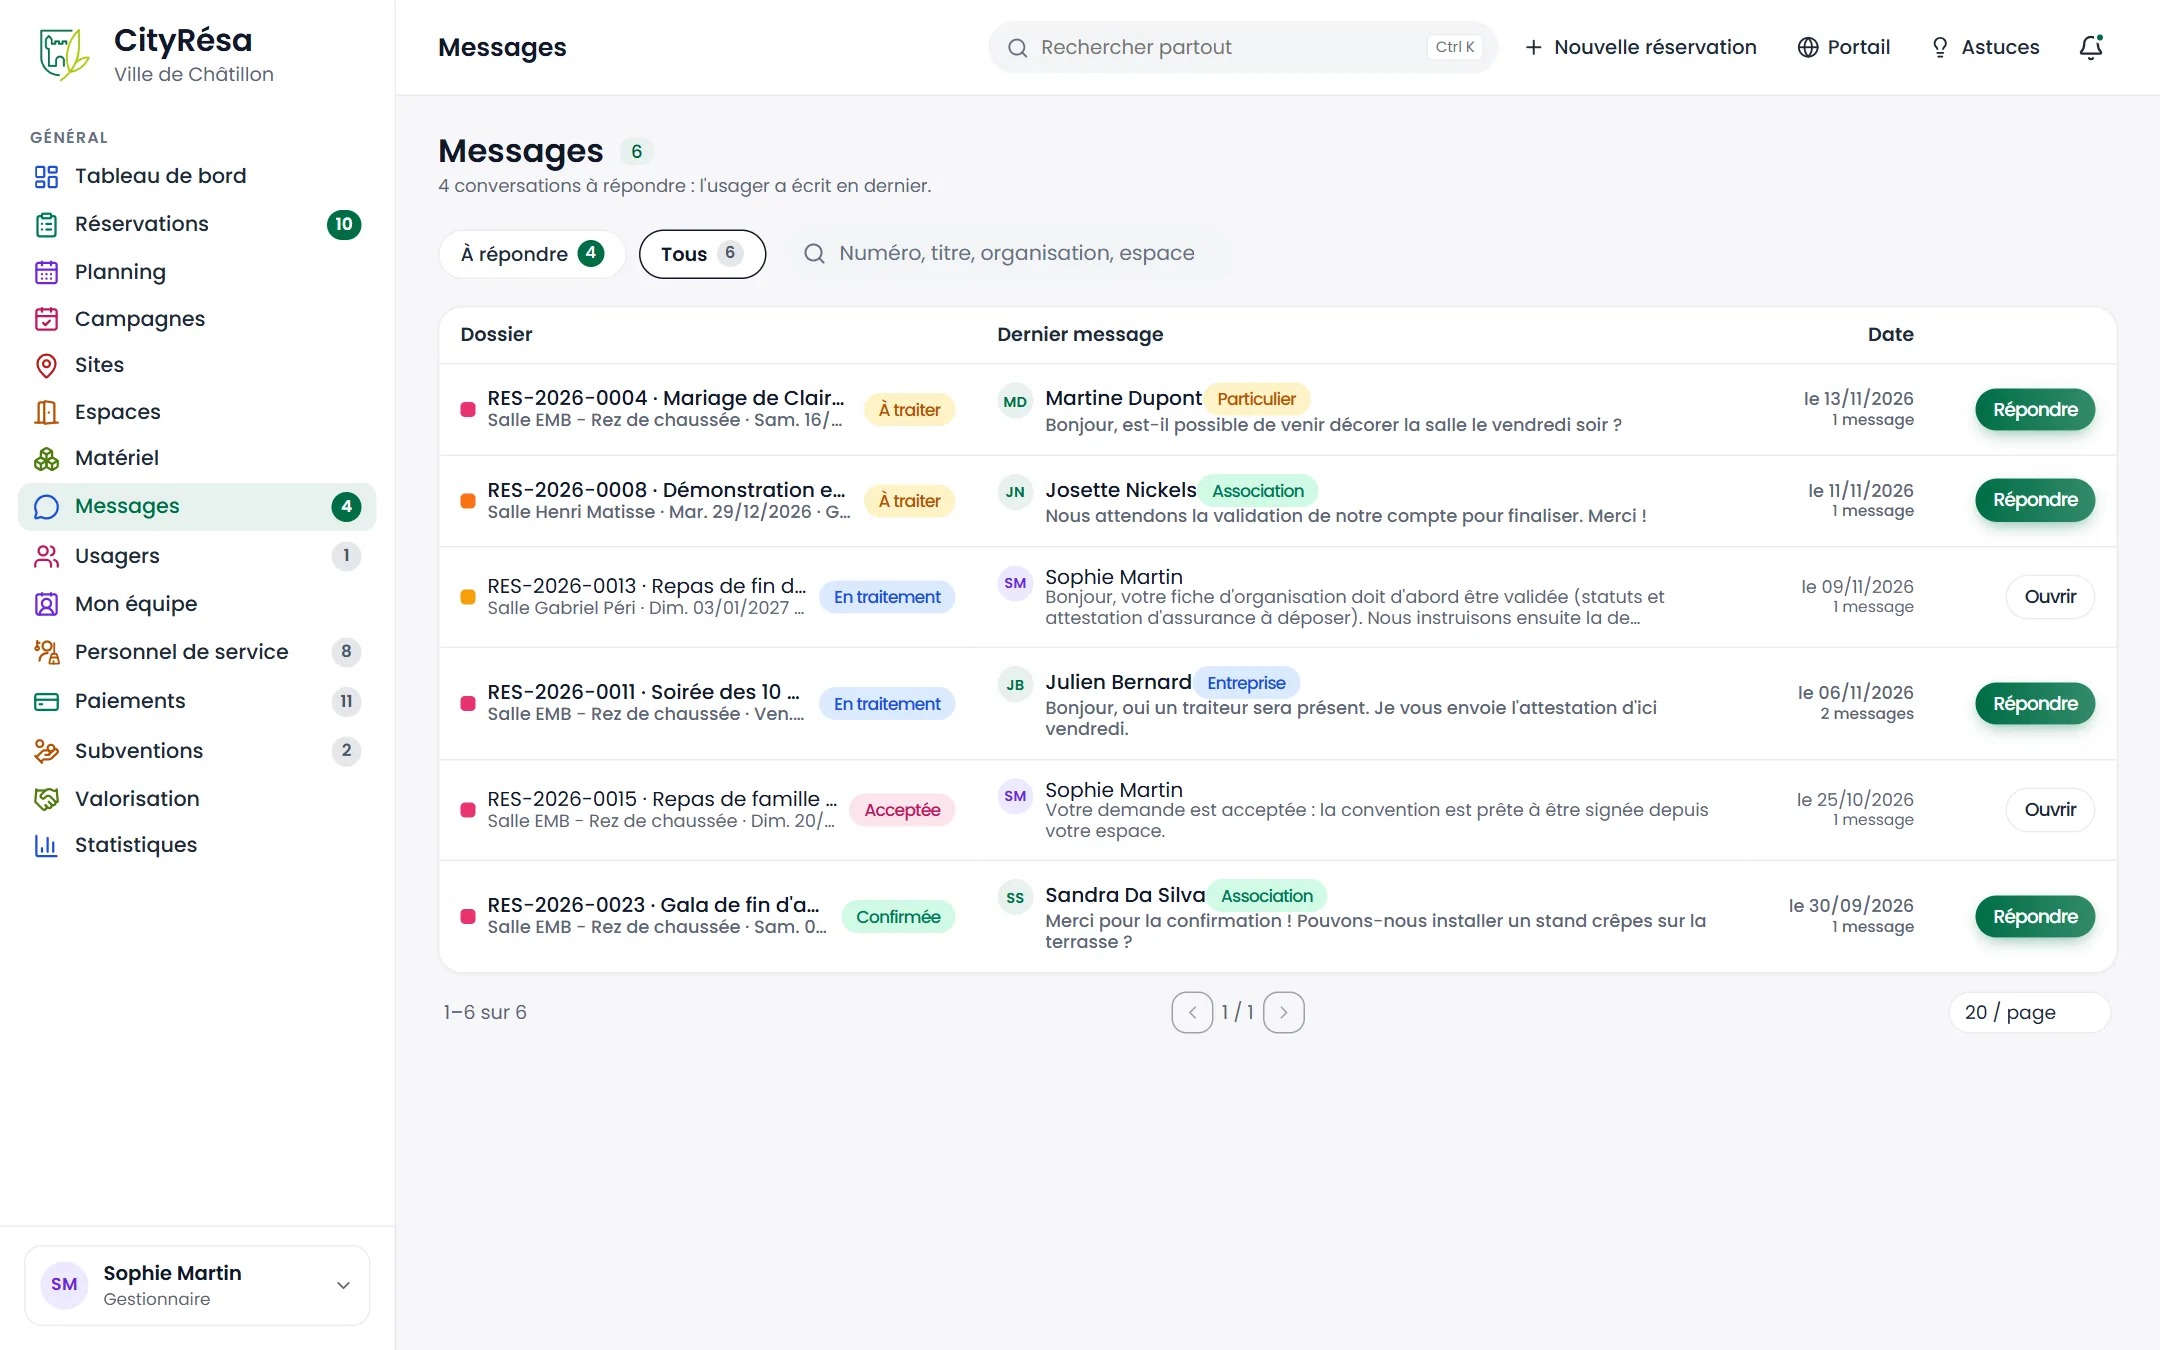 CityRésa
Ville de Châtillon
GÉNÉRAL
Tableau de bord
Réservations 10
Planning
Campagnes
Sites
Espaces
Matériel
Messages 4
Usagers 1
Mon équipe
Personnel de service 8
Paiements 11
Subventions 2
Valorisation
Statistiques
SM Sophie Martin
Gestionnaire
Messages
Rechercher partout Ctrl K
Nouvelle réservation
Portail
Astuces
Messages 6
4 conversations à répondre : l'usager a écrit en dernier.
À répondre 4
Tous 6
Numéro, titre, organisation, espace
Dossier Dernier message Date
RES-2026-0004 · Mariage de Clair...
Salle EMB - Rez de chaussée · Sam. 16/...
À traiter
MD Martine Dupont Particulier
Bonjour, est-il possible de venir décorer la salle le vendredi soir ?
le 13/11/2026
1 message
Répondre
RES-2026-0008 · Démonstration e...
Salle Henri Matisse · Mar. 29/12/2026 · G...
À traiter
JN Josette Nickels Association
Nous attendons la validation de notre compte pour finaliser. Merci !
le 11/11/2026
1 message
Répondre
RES-2026-0013 · Repas de fin d...
Salle Gabriel Péri · Dim. 03/01/2027 ...
En traitement
SM Sophie Martin
Bonjour, votre fiche d'organisation doit d'abord être validée (statuts et
attestation d'assurance à déposer). Nous instruisons ensuite la de...
le 09/11/2026
1 message
Ouvrir
RES-2026-0011 · Soirée des 10 ...
Salle EMB - Rez de chaussée · Ven....
En traitement
JB Julien Bernard Entreprise
Bonjour, oui un traiteur sera présent. Je vous envoie l'attestation d'ici
vendredi.
le 06/11/2026
2 messages
Répondre
RES-2026-0015 · Repas de famille ...
Salle EMB - Rez de chaussée · Dim. 20/...
Acceptée
SM Sophie Martin
Votre demande est acceptée : la convention est prête à être signée depuis
votre espace.
le 25/10/2026
1 message
Ouvrir
RES-2026-0023 · Gala de fin d'a...
Salle EMB - Rez de chaussée · Sam. 0...
Confirmée
SS Sandra Da Silva Association
Merci pour la confirmation ! Pouvons-nous installer un stand crêpes sur la
terrasse ?
le 30/09/2026
1 message
Répondre
1–6 sur 6
1 / 1
20 / page